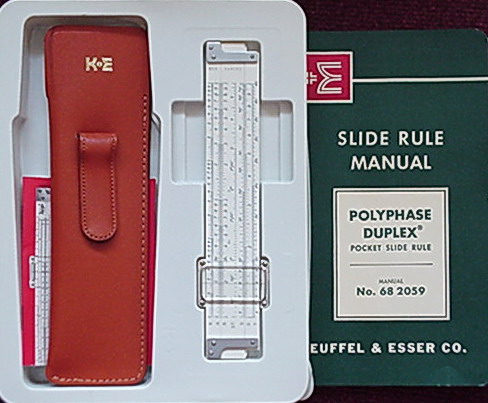 K+E
SLIDE RULE
MANUAL
POLYPHASE
DUPLEX®
POCKET SLIDE RULE
MANUAL
No. 68 2059
EUFFEL & ESSER CO.